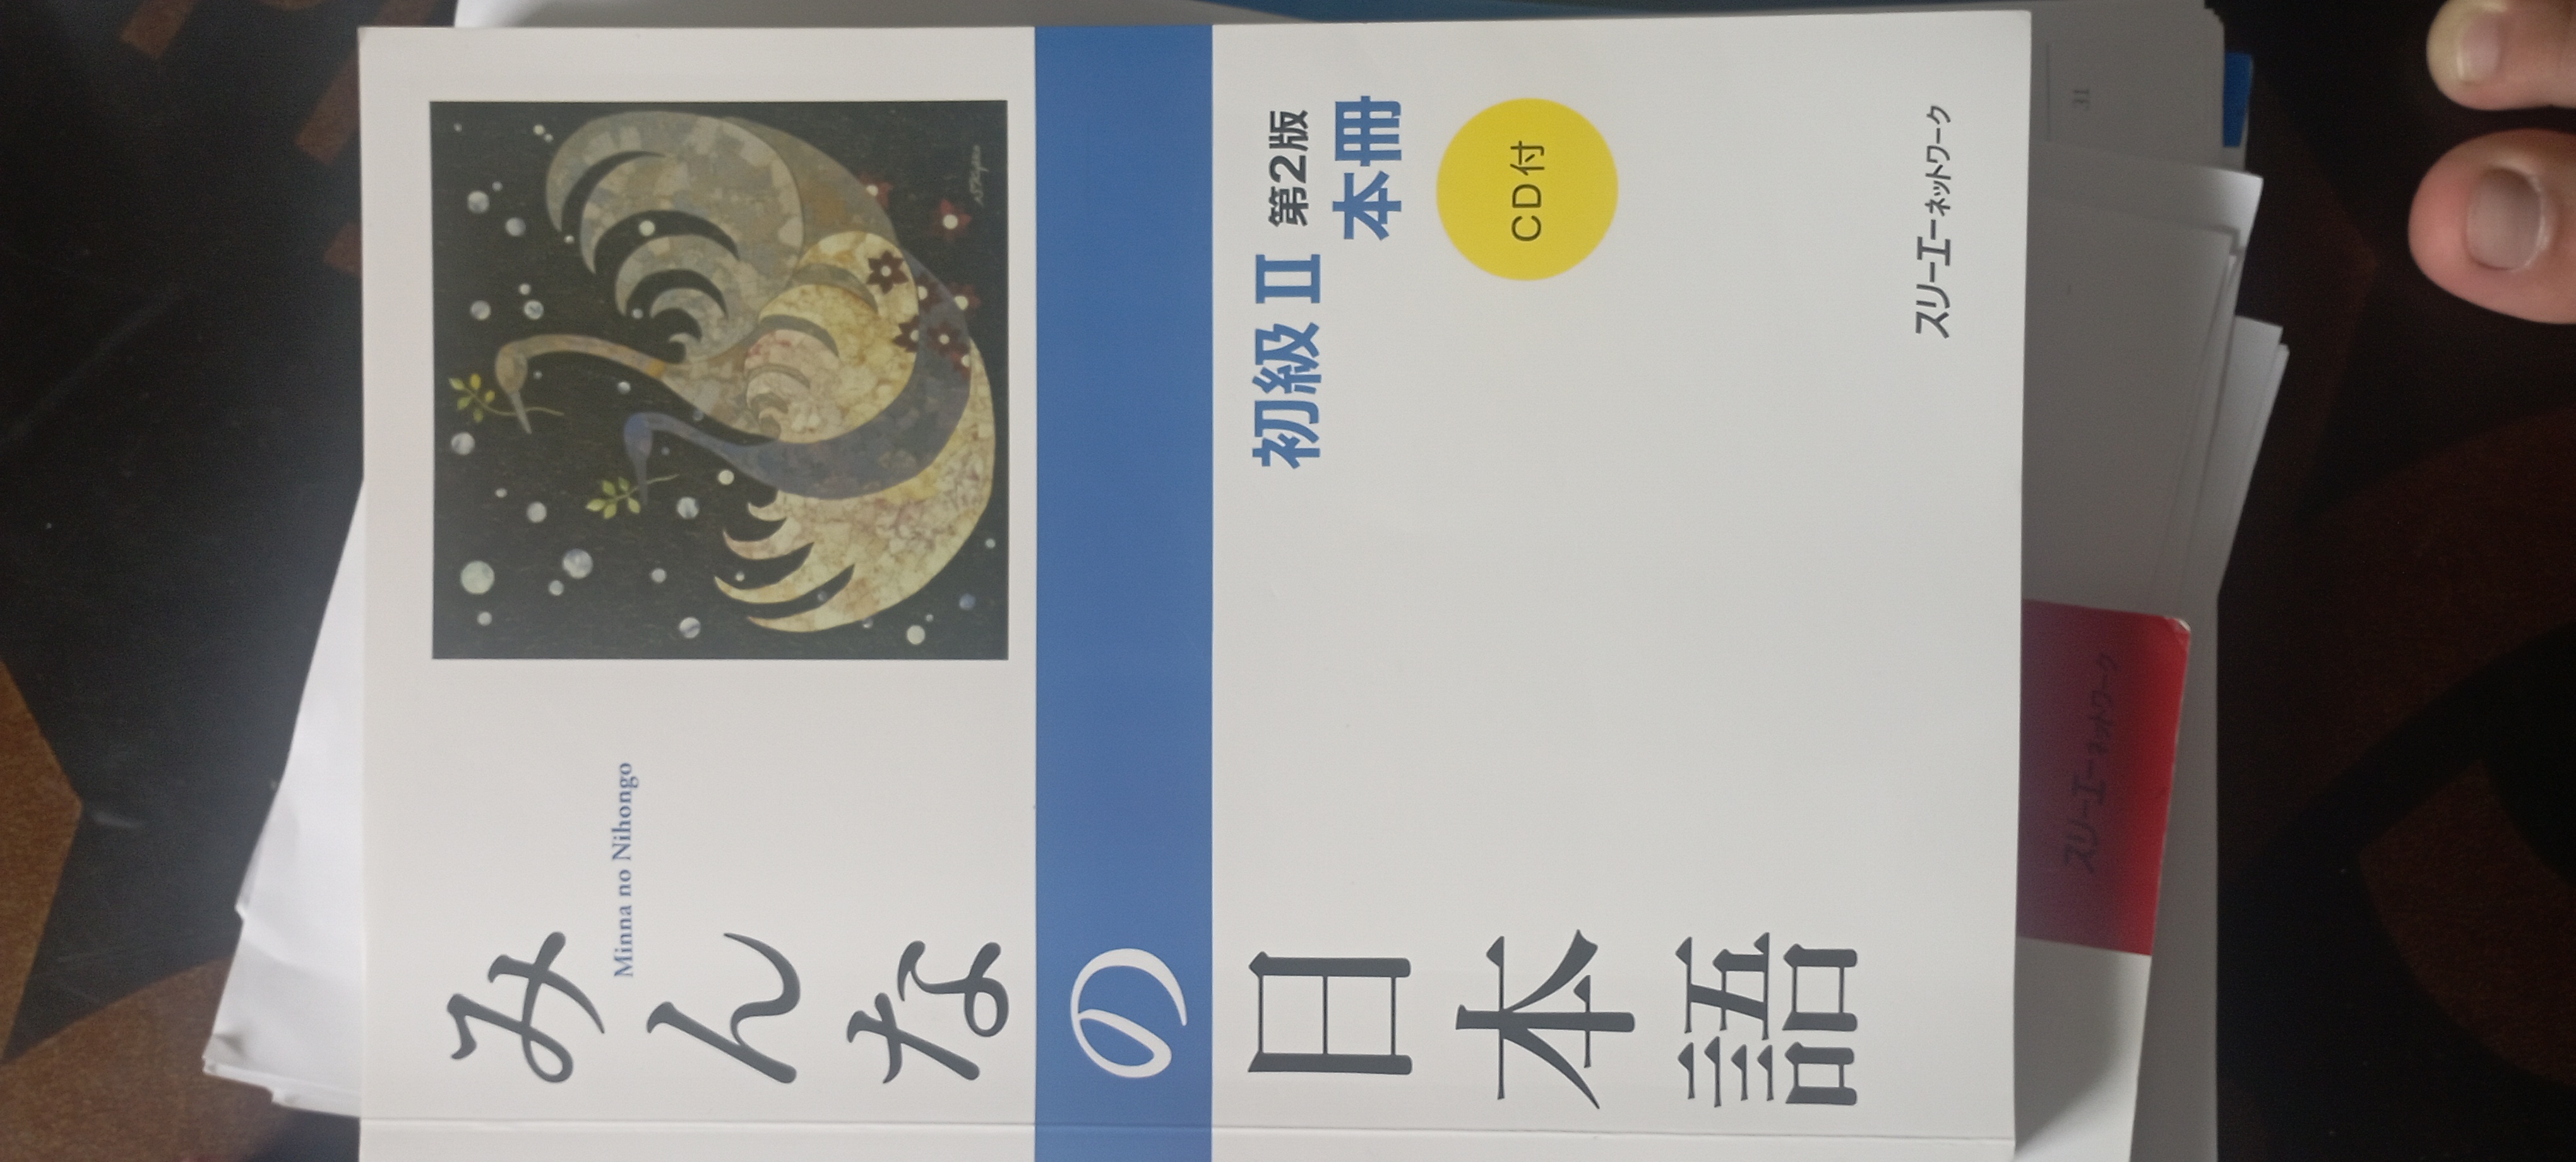 みんなの日本語
Minna no Nihongo
初級 II 第2版
本冊
CD付
スリーエーネットワーク
スリーエーネットワーク
31